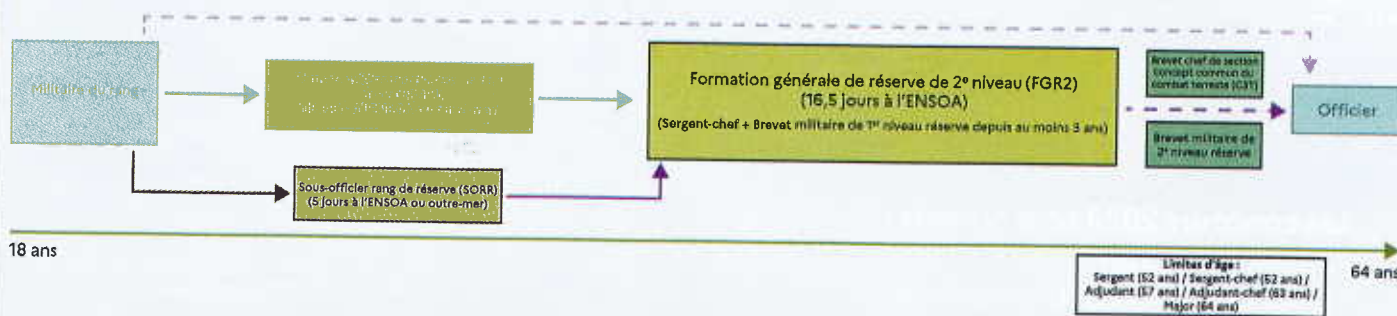 Militaire du rang
Formation générale de réserve de 2ᵉ niveau (FGR2)
(16,5 jours à l'ENSOA)
(Sergent-chef + Brevet militaire de 1ᵉʳ niveau réserve depuis au moins 3 ans)
Brevet chef de section
concept commun du
combat terrestre (C3T)
Brevet militaire de
2ᵉ niveau réserve
Officier
Sous-officier rang de réserve (SORR)
(5 jours à l'ENSOA ou outre-mer)
18 ans
64 ans
Limites d'âge :
Sergent (52 ans) / Sergent-chef (52 ans) /
Adjudant (57 ans) / Adjudant-chef (63 ans) /
Major (64 ans)